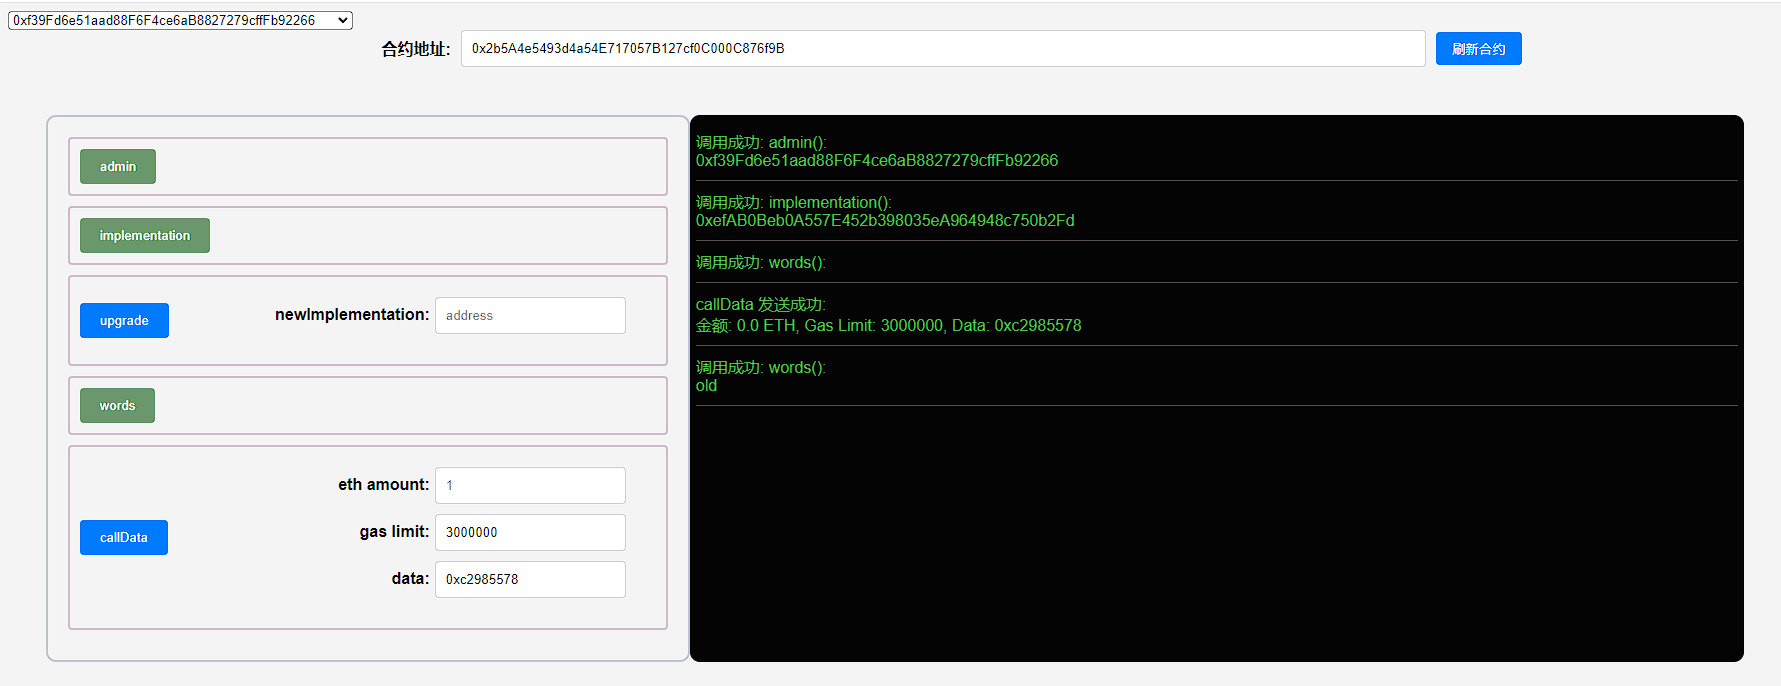 0xf39Fd6e51aad88F6F4ce6aB8827279cffFb92266
合约地址: 0x2b5A4e5493d4a54E717057B127cf0C000C876f9B 刷新合约
admin
implementation
upgrade newImplementation: address
words
eth amount: 1
gas limit: 3000000
callData
data: 0xc2985578
调用成功: admin():
0xf39Fd6e51aad88F6F4ce6aB8827279cffFb92266
调用成功: implementation():
0xefAB0Beb0A557E452b398035eA964948c750b2Fd
调用成功: words():
callData 发送成功:
金额: 0.0 ETH, Gas Limit: 3000000, Data: 0xc2985578
调用成功: words():
old